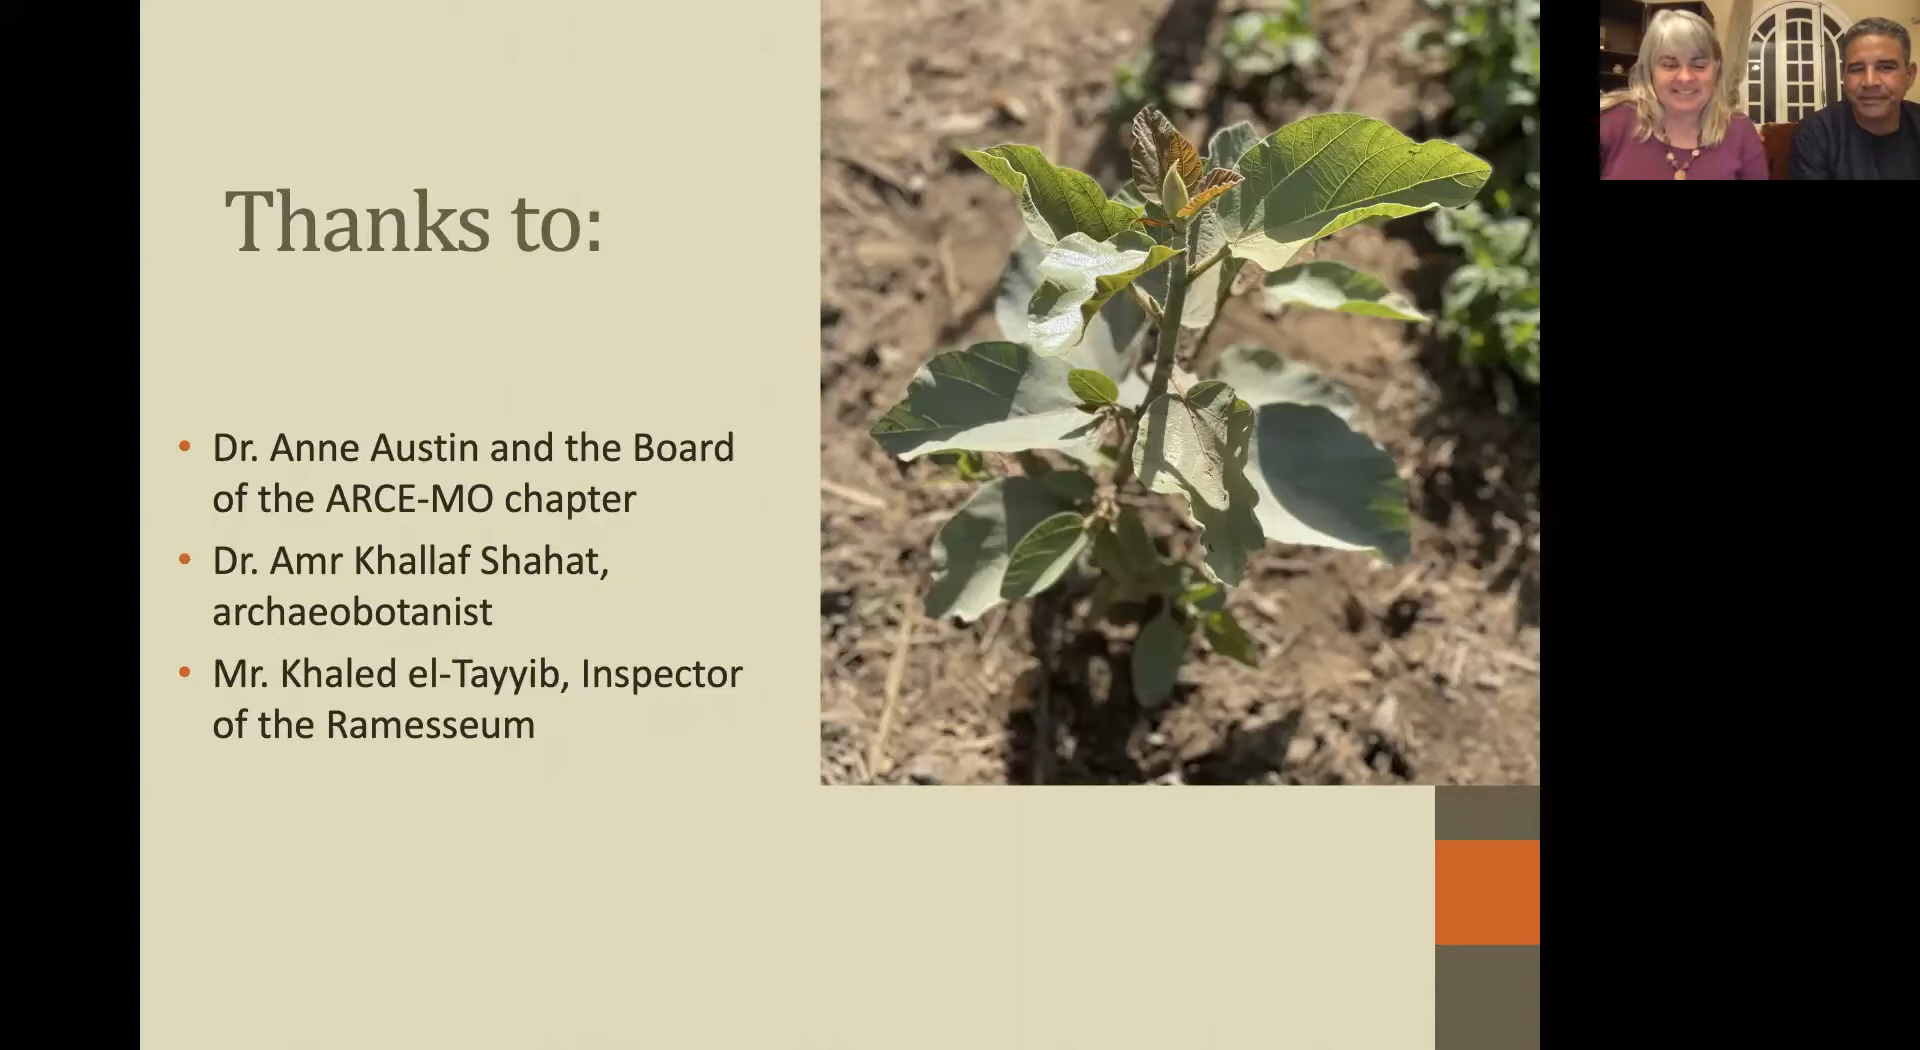 Thanks to:
• Dr. Anne Austin and the Board
of the ARCE-MO chapter
• Dr. Amr Khallaf Shahat,
archaeobotanist
• Mr. Khaled el-Tayyib, Inspector
of the Ramesseum